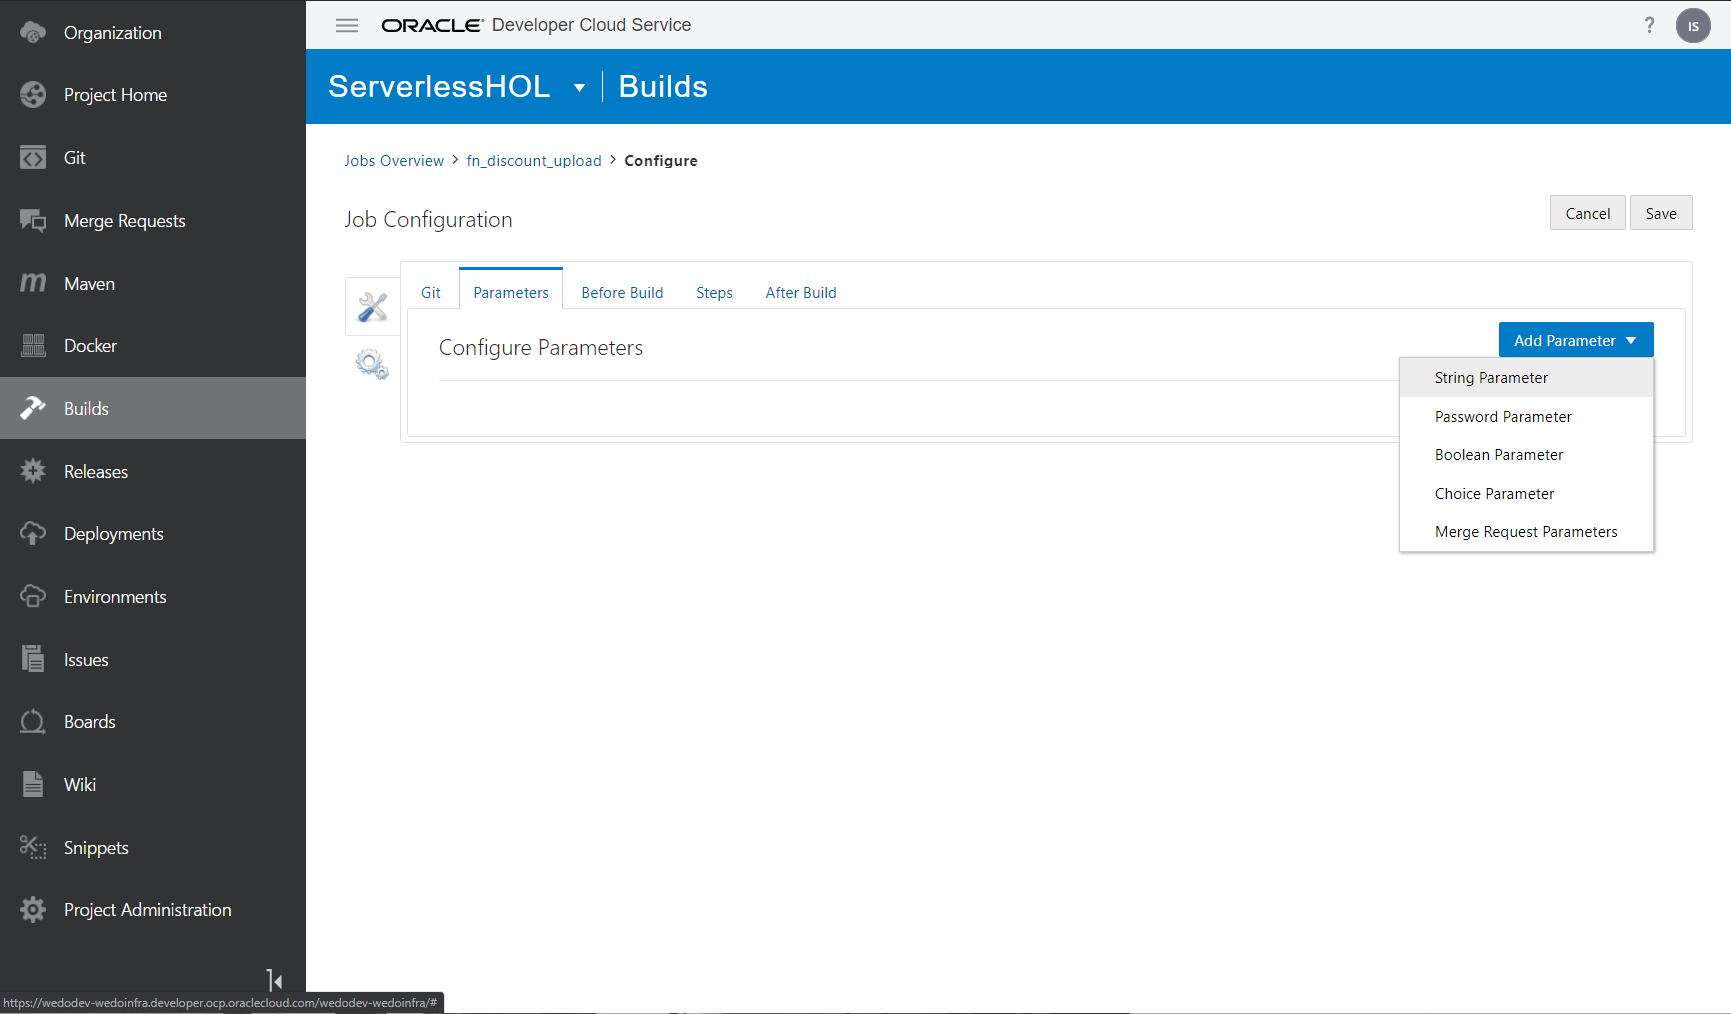 Organization
Project Home
Git
Merge Requests
Maven
Docker
Builds
Releases
Deployments
Environments
Issues
Boards
Wiki
Snippets
Project Administration
https://wedodev-wedoinfra.developer.ocp.oraclecloud.com/wedodev-wedoinfra/#
ORACLE Developer Cloud Service
? IS
ServerlessHOL Builds
Jobs Overview > fn_discount_upload > Configure
Job Configuration
Cancel Save
Git Parameters Before Build Steps After Build
Configure Parameters
Add Parameter
String Parameter
Password Parameter
Boolean Parameter
Choice Parameter
Merge Request Parameters